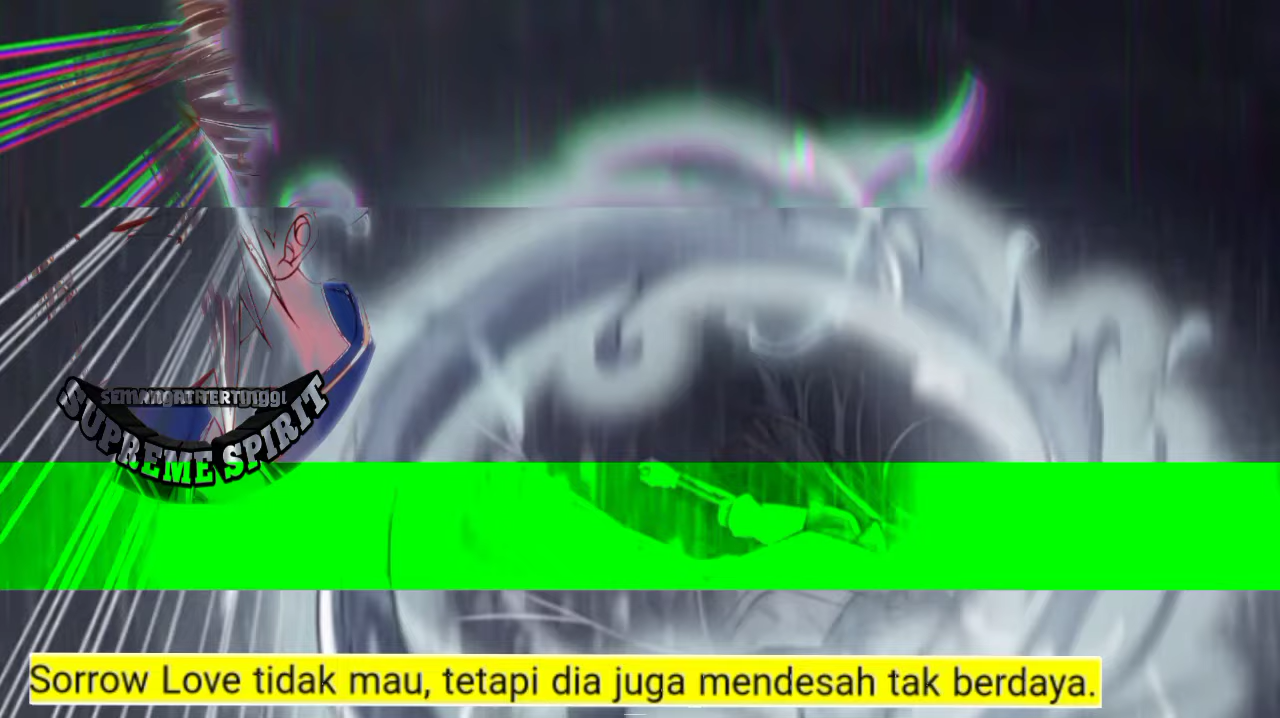 SEMANGAT TERTINGGI
SUPREME SPIRIT
Sorrow Love tidak mau, tetapi dia juga mendesah tak berdaya.